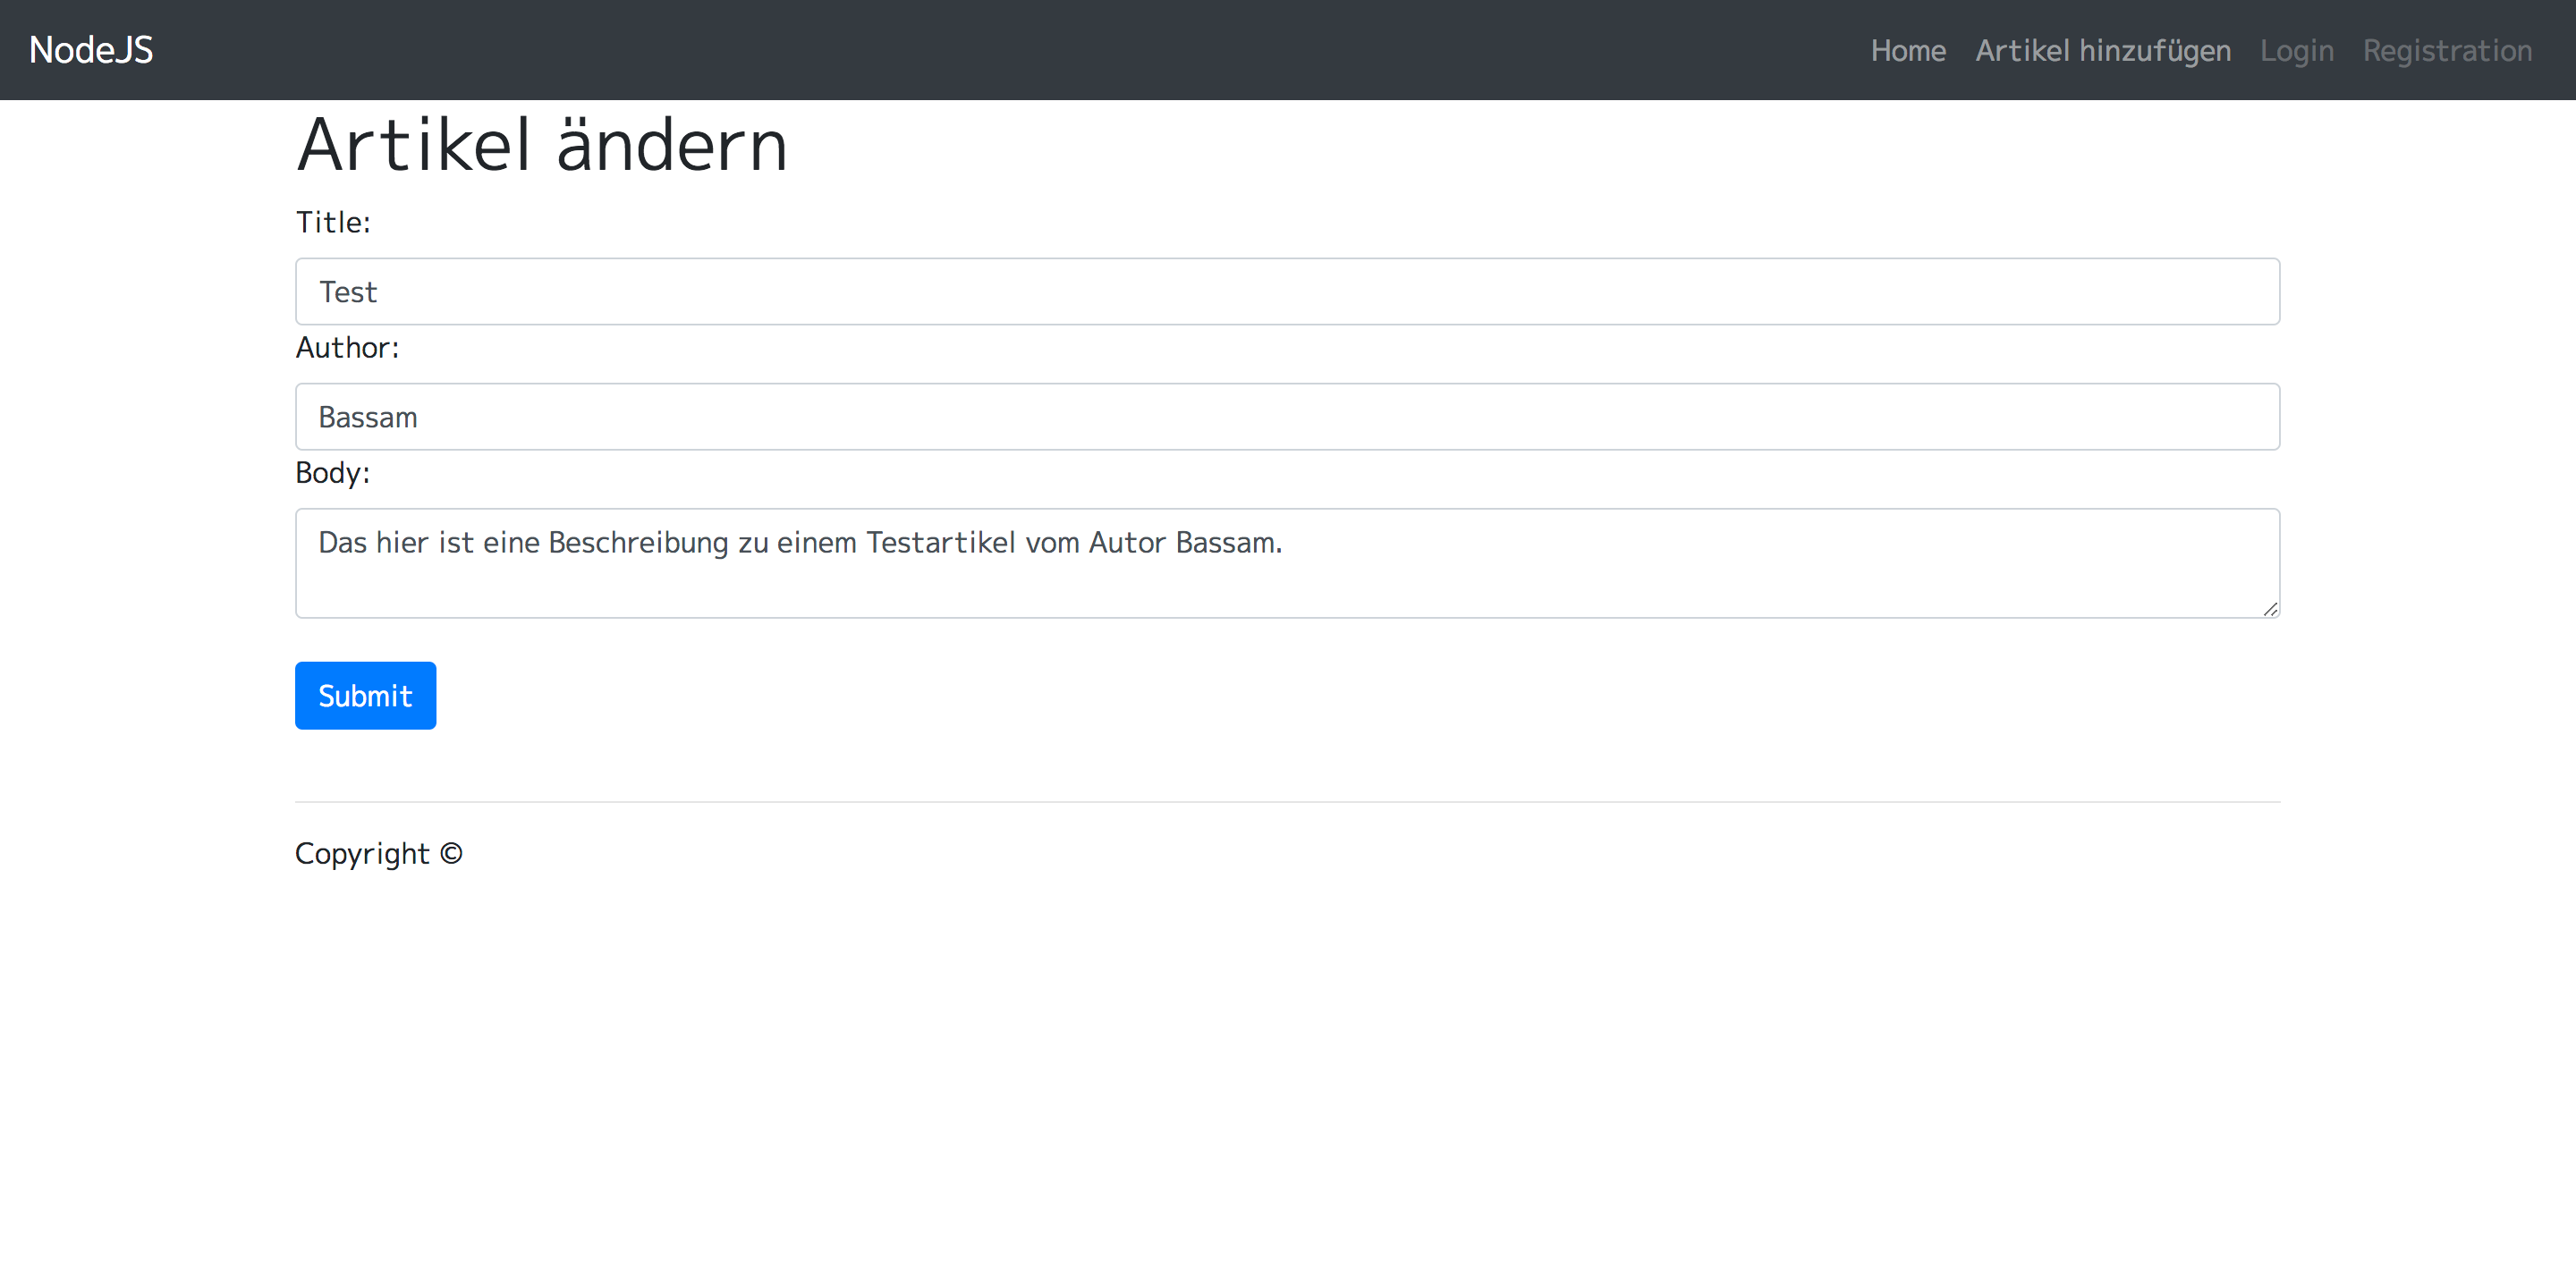 NodeJS Home Artikel hinzufügen Login Registration
Artikel ändern
Title:
Test
Author:
Bassam
Body:
Das hier ist eine Beschreibung zu einem Testartikel vom Autor Bassam.
Submit
Copyright ©